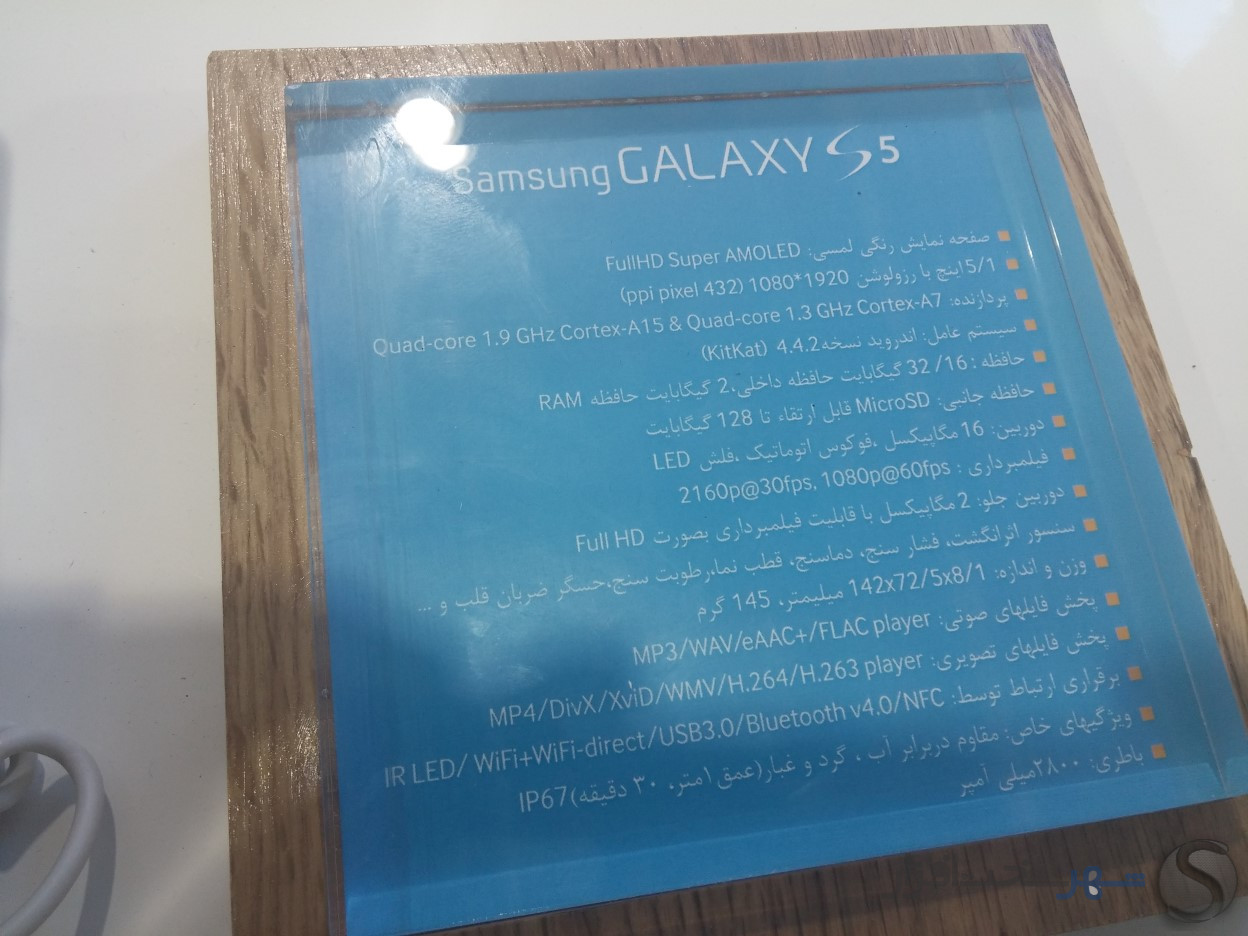 Samsung GALAXY S5
صفحه نمایش رنگی لمسی: FullHD Super AMOLED
5/1 اینچ با رزولوشن 1920*1080 (432 ppi pixel)
پردازنده: Quad-core 1.9 GHz Cortex-A15 & Quad-core 1.3 GHz Cortex-A7
سیستم عامل: اندروید نسخه 4.4.2 (KitKat)
حافظه: 16/ 32 گیگابایت حافظه داخلی، 2 گیگابایت حافظه RAM
حافظه جانبی: MicroSD قابل ارتقاء تا 128 گیگابایت
دوربین: 16 مگاپیکسل ،فوکوس اتوماتیک ،فلش LED
فیلمبرداری : 2160p@30fps, 1080p@60fps
دوربین جلو: 2 مگاپیکسل با قابلیت فیلمبرداری بصورت Full HD
سنسور اثرانگشت، فشار سنج، دماسنج، قطب نما،رطوبت سنج،حسگر ضربان قلب و ...
وزن و اندازه: 142x72/5x8/1 میلیمتر، 145 گرم
پخش فایلهای صوتی: MP3/WAV/eAAC+/FLAC player
پخش فایلهای تصویری: MP4/DivX/XviD/WMV/H.264/H.263 player
برقراری ارتباط توسط: IR LED/ WiFi+WiFi-direct/USB3.0/Bluetooth v4.0/NFC
ویژگیهای خاص: مقاوم دربرابر آب ، گرد و غبار(عمق ۱متر، ۳۰ دقیقه)IP67
باطری: ۲۸۰۰میلی آمپر